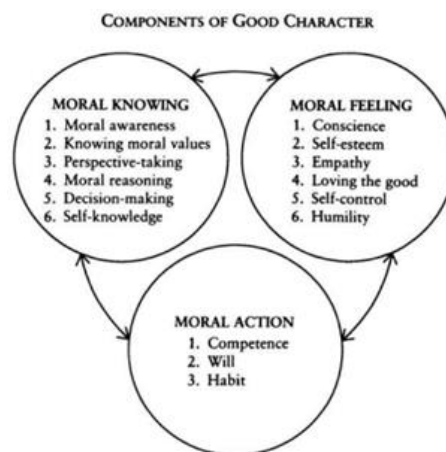 COMPONENTS OF GOOD CHARACTER
MORAL KNOWING
1. Moral awareness
2. Knowing moral values
3. Perspective-taking
4. Moral reasoning
5. Decision-making
6. Self-knowledge
MORAL FEELING
1. Conscience
2. Self-esteem
3. Empathy
4. Loving the good
5. Self-control
6. Humility
MORAL ACTION
1. Competence
2. Will
3. Habit